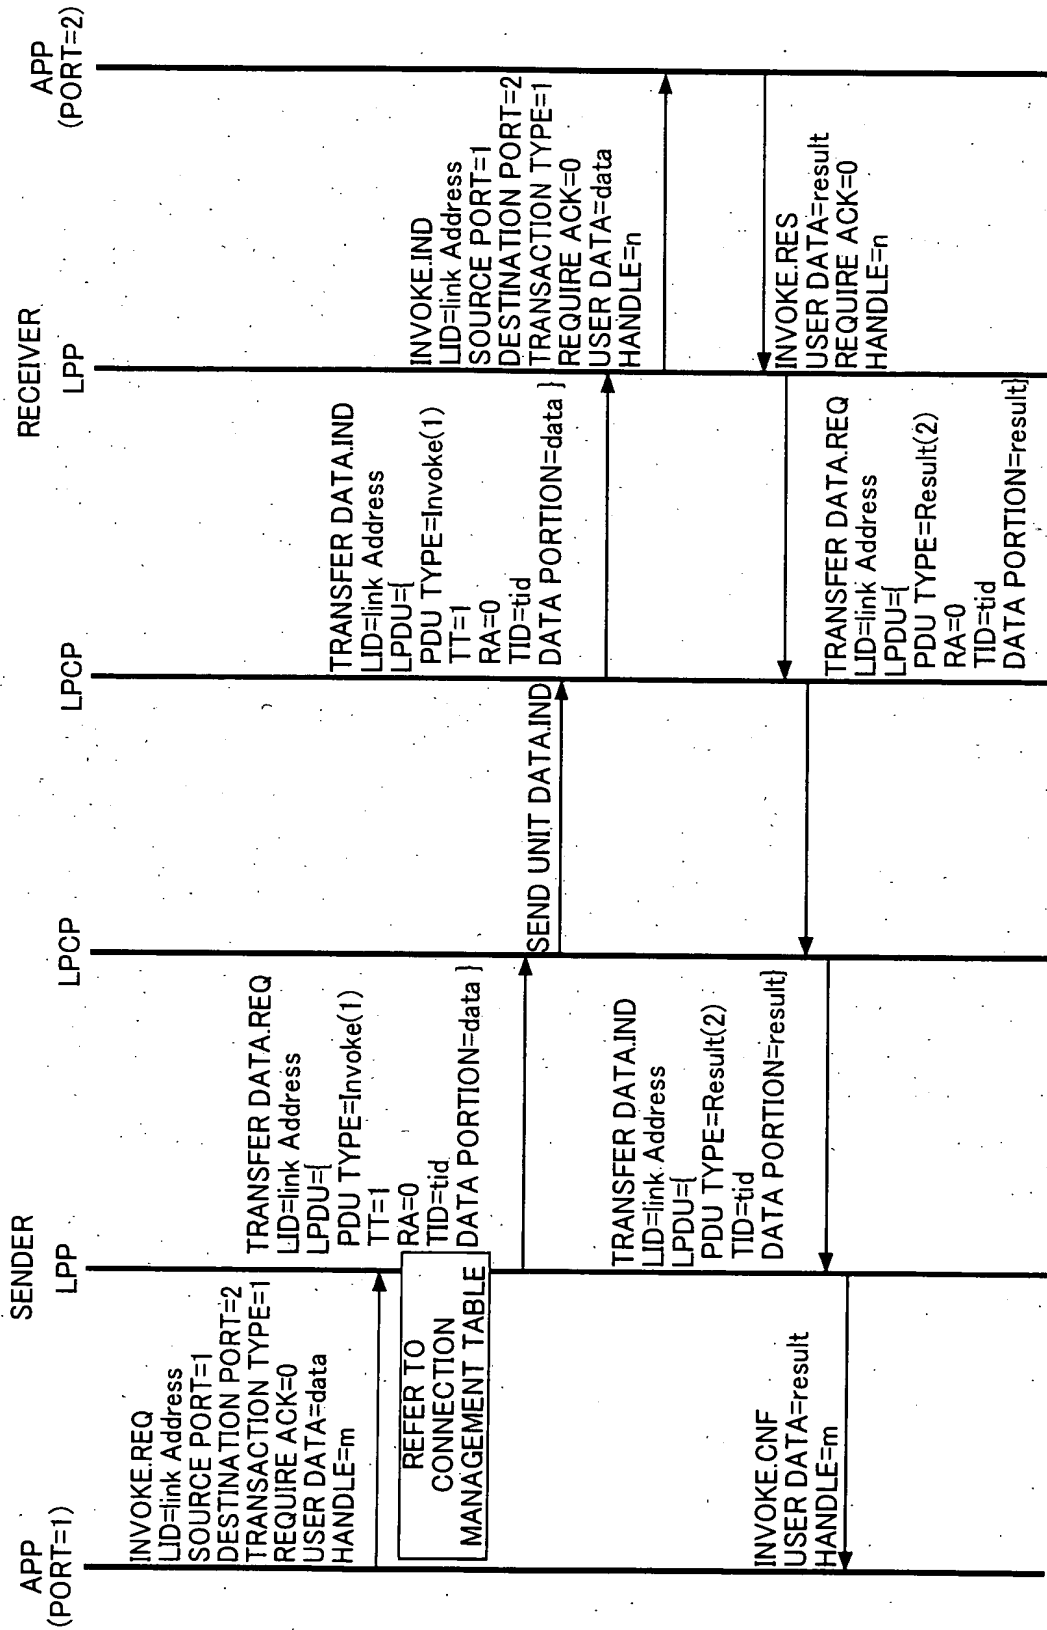 SENDER
RECEIVER
APP
(PORT=1)
LPP
LPCP
LPCP
LPP
APP
(PORT=2)
INVOKE.REQ
LID=link Address
SOURCE PORT=1
DESTINATION PORT=2
TRANSACTION TYPE=1
REQUIRE ACK=0
USER DATA=data
HANDLE=m
REFER TO
CONNECTION
MANAGEMENT TABLE
TRANSFER DATA.REQ
LID=link Address
LPDU={
PDU TYPE=Invoke(1)
TT=1
RA=0
TID=tid
DATA PORTION=data }
SEND UNIT DATA.IND
TRANSFER DATA.IND
LID=link Address
LPDU={
PDU TYPE=Invoke(1)
TT=1
RA=0
TID=tid
DATA PORTION=data }
INVOKE.IND
LID=link Address
SOURCE PORT=1
DESTINATION PORT=2
TRANSACTION TYPE=1
REQUIRE ACK=0
USER DATA=data
HANDLE=n
INVOKE.RES
USER DATA=result
REQUIRE ACK=0
HANDLE=n
TRANSFER DATA.REQ
LID=link Address
LPDU={
PDU TYPE=Result(2)
RA=0
TID=tid
DATA PORTION=result}
TRANSFER DATA.IND
LID=link Address
LPDU={
PDU TYPE=Result(2)
TID=tid
DATA PORTION=result}
INVOKE.CNF
USER DATA=result
HANDLE=m